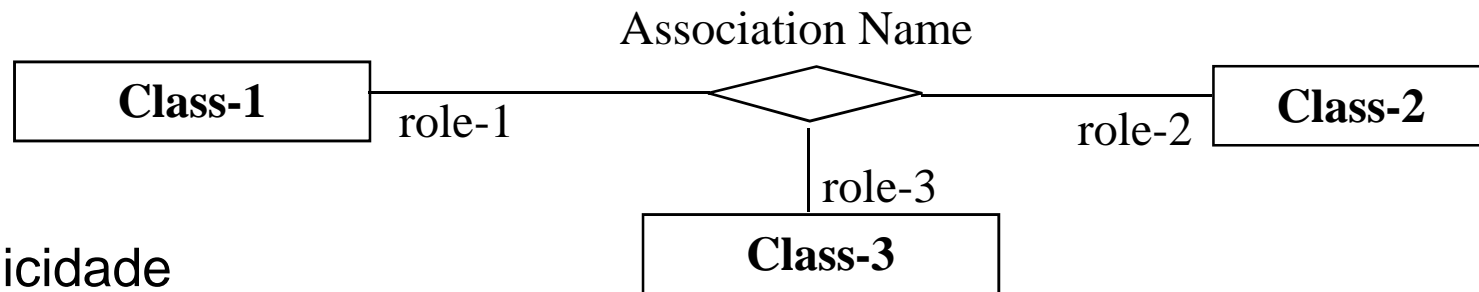 Association Name
Class-1
Class-2
role-1
role-2
role-3
Class-3
icidade